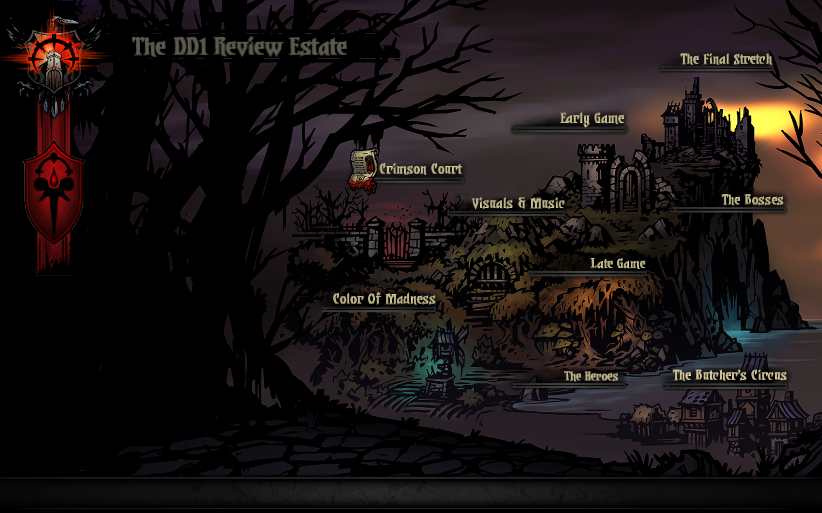 The DD1 Review Estate
The Final Stretch
Early Game
Crimson Court
Visuals & Music
The Bosses
Late Game
Color Of Madness
The Heroes
The Butcher's Circus